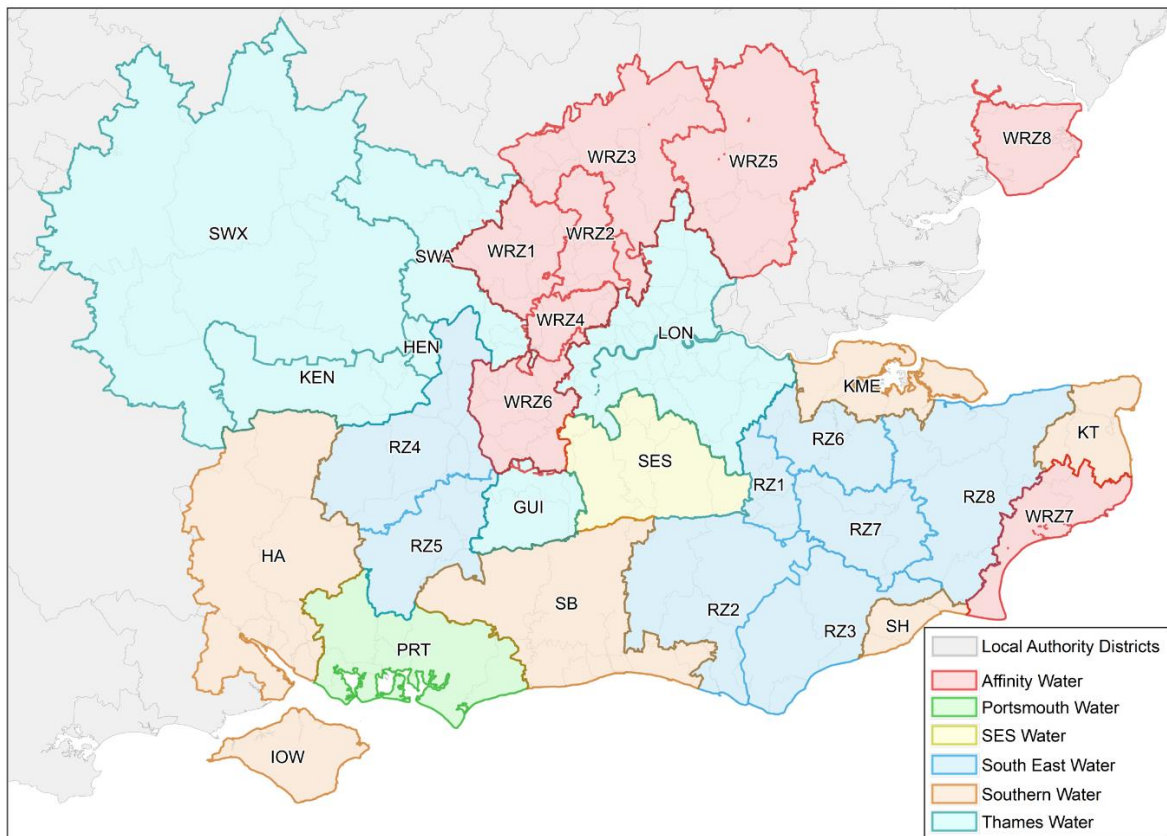 WRZ8
WRZ3
WRZ5
SWX
WRZ2
WRZ1
SWA
WRZ4
LON
HEN
KEN
KME
WRZ6
RZ4
RZ6
KT
SES
RZ1
RZ8
GUI
WRZ7
RZ7
RZ5
HA
SB
RZ2
RZ3
SH
PRT
IOW
Local Authority Districts
Affinity Water
Portsmouth Water
SES Water
South East Water
Southern Water
Thames Water